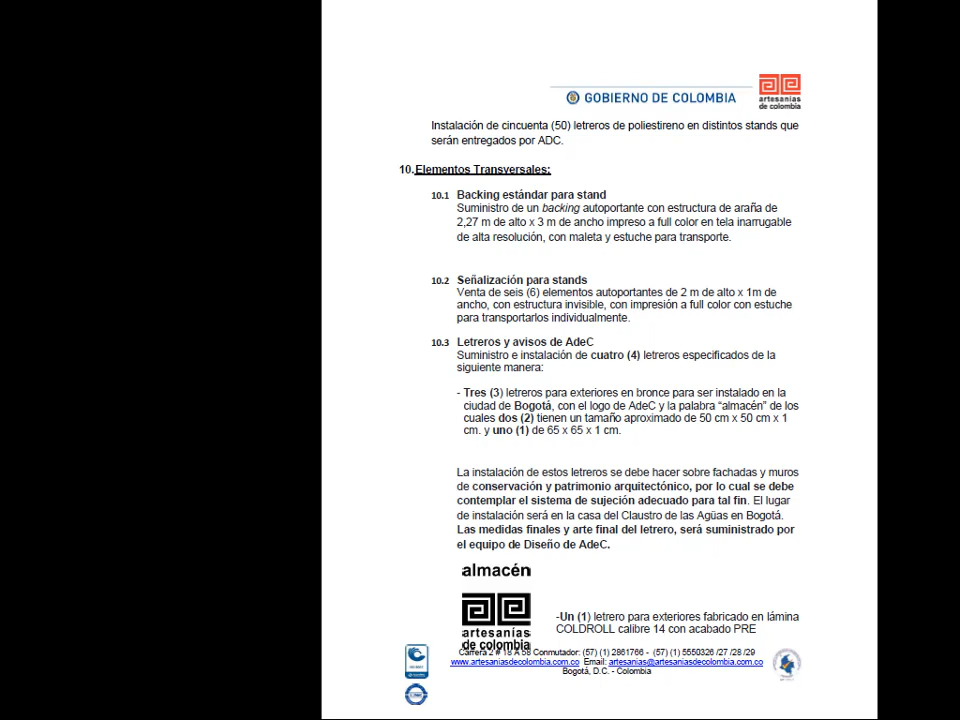 GOBIERNO DE COLOMBIA
artesanías
de colombia
Instalación de cincuenta (50) letreros de poliestireno en distintos stands que
serán entregados por ADC.
10. Elementos Transversales:
10.1 Backing estándar para stand
Suministro de un backing autoportante con estructura de araña de
2,27 m de alto x 3 m de ancho impreso a full color en tela inarrugable
de alta resolución, con maleta y estuche para transporte.
10.2 Señalización para stands
Venta de seis (6) elementos autoportantes de 2 m de alto x 1m de
ancho, con estructura invisible, con impresión a full color con estuche
para transportarlos individualmente.
10.3 Letreros y avisos de AdeC
Suministro e instalación de cuatro (4) letreros especificados de la
siguiente manera:
- Tres (3) letreros para exteriores en bronce para ser instalado en la
ciudad de Bogotá, con el logo de AdeC y la palabra “almacén” de los
cuales dos (2) tienen un tamaño aproximado de 50 cm x 50 cm x 1
cm. y uno (1) de 65 x 65 x 1 cm.
La instalación de estos letreros se debe hacer sobre fachadas y muros
de conservación y patrimonio arquitectónico, por lo cual se debe
contemplar el sistema de sujeción adecuado para tal fin. El lugar
de instalación será en la casa del Claustro de las Agüas en Bogotá.
Las medidas finales y arte final del letrero, será suministrado por
el equipo de Diseño de AdeC.
almacén
artesanías
de colombia
-Un (1) letrero para exteriores fabricado en lámina
COLDROLL calibre 14 con acabado PRE
Carrera 2 # 18 A 58 Conmutador: (57) (1) 2861766 - (57) (1) 5550326 /27 /28 /29
www.artesaniasdecolombia.com.co Email: artesanias@artesaniasdecolombia.com.co
Bogotá, D.C. - Colombia